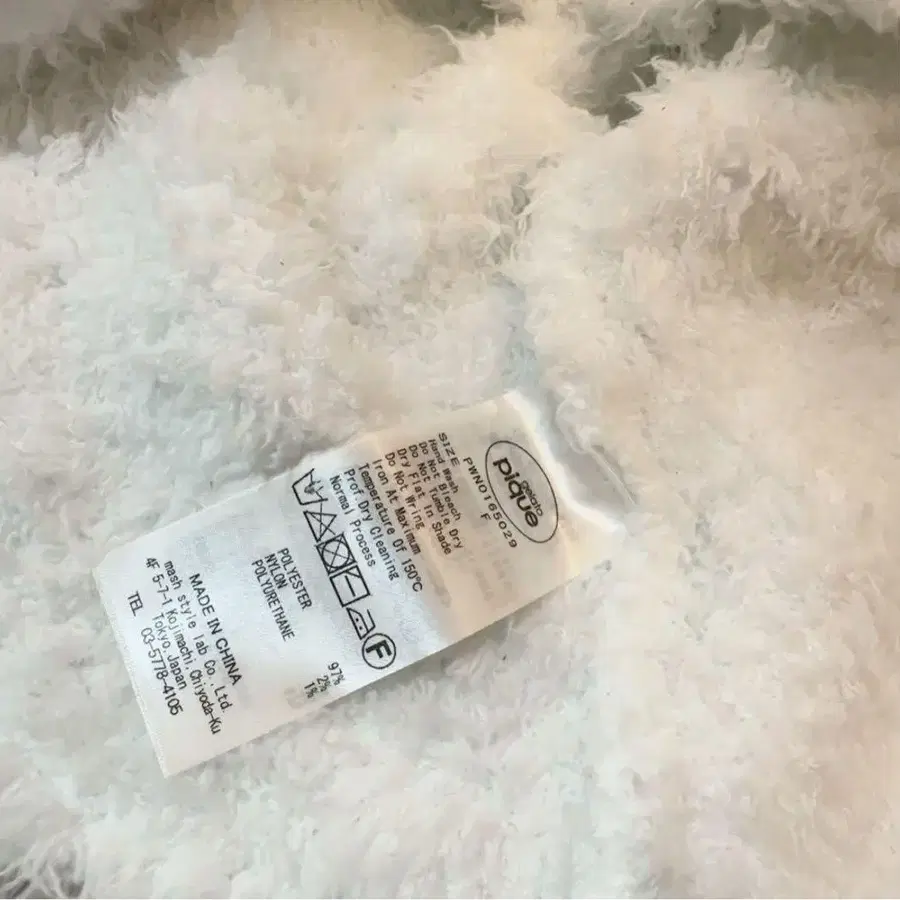 gelato
pique
PWNO165029
SIZE F
Hand Wash
Do Not Bleach
Do Not Tumble Dry
Dry Flat In Shade
Do Not Wring
Iron At Maximum
Temperature Of 150℃
Prof.Dry Cleaning
Normal Process
F
POLYESTER 97%
NYLON 2%
POLYURETHANE 1%
MADE IN CHINA
mash style lab Co.,Ltd.
4F 5-7-1 Kojimachi,Chiyoda-Ku
Tokyo,Japan
TEL 03-5778-4105